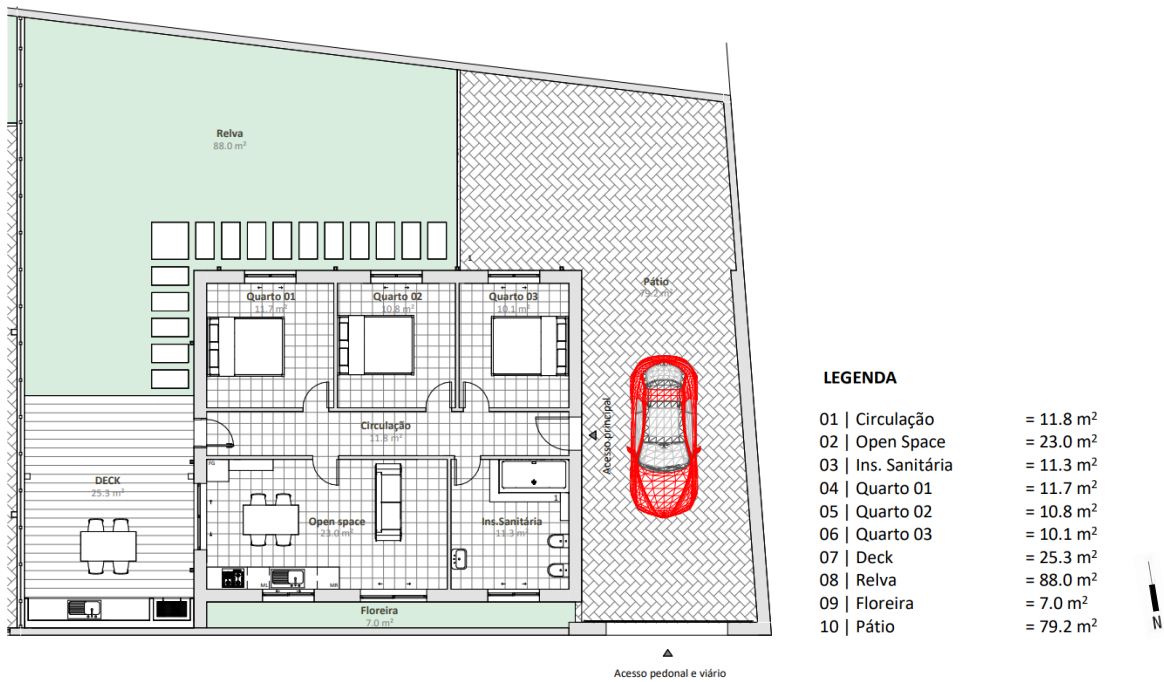 Relva
88.0 m²
1
Pátio
79.2 m²
Quarto 01
11.7 m²
Quarto 02
10.8 m²
Quarto 03
10.1 m²
Circulação
11.8 m²
Acesso principal
DECK
25.3 m²
FG
Open space
23.0 m²
1
Ins.Sanitária
11.3 m²
ML
MR
Floreira
7.0 m²
Acesso pedonal e viário
LEGENDA
01 | Circulação = 11.8 m²
02 | Open Space = 23.0 m²
03 | Ins. Sanitária = 11.3 m²
04 | Quarto 01 = 11.7 m²
05 | Quarto 02 = 10.8 m²
06 | Quarto 03 = 10.1 m²
07 | Deck = 25.3 m²
08 | Relva = 88.0 m²
09 | Floreira = 7.0 m²
10 | Pátio = 79.2 m²
N